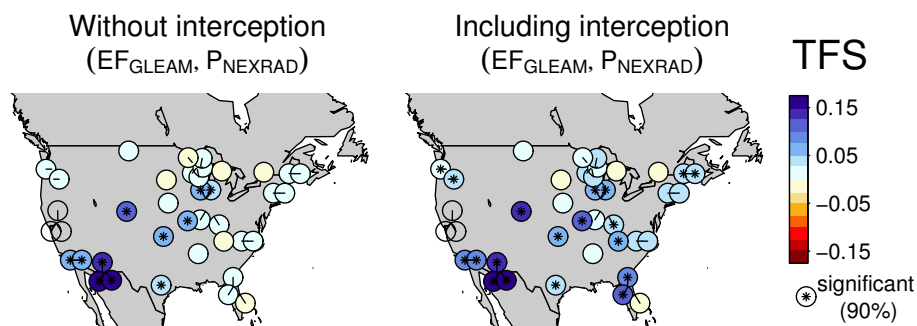 Without interception
(EF_GLEAM, P_NEXRAD)
Including interception
(EF_GLEAM, P_NEXRAD)
TFS
0.15
0.05
−0.05
−0.15
significant
(90%)